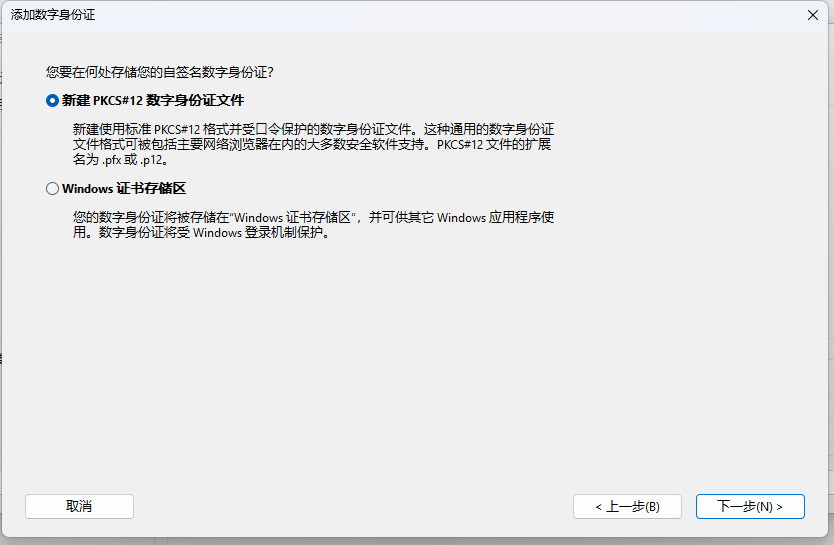 添加数字身份证
您要在何处存储您的自签名数字身份证?
新建 PKCS#12 数字身份证文件
新建使用标准 PKCS#12 格式并受口令保护的数字身份证文件。这种通用的数字身份证
文件格式可被包括主要网络浏览器在内的大多数安全软件支持。PKCS#12 文件的扩展
名为 .pfx 或 .p12。
Windows 证书存储区
您的数字身份证将被存储在“Windows 证书存储区”，并可供其它 Windows 应用程序使
用。数字身份证将受 Windows 登录机制保护。
取消
< 上一步(B)
下一步(N) >